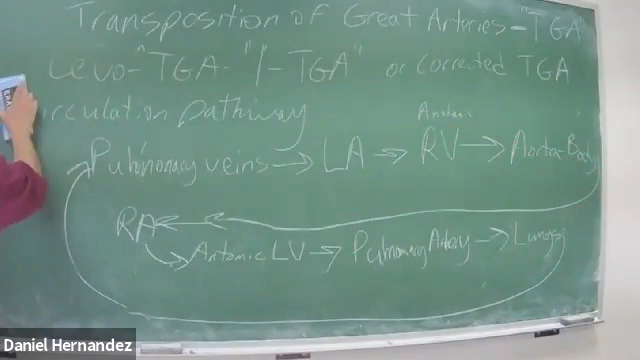 Transposition of Great Arteries - "TGA"
Levo- "TGA- "l-TGA" or corrected TGA
irculation pathway
Anatomic
Pulmonary veins → LA → RV → Aorta → Body
RA
Anatomic LV → Pulmonary Artery → Lungs
Daniel Hernandez